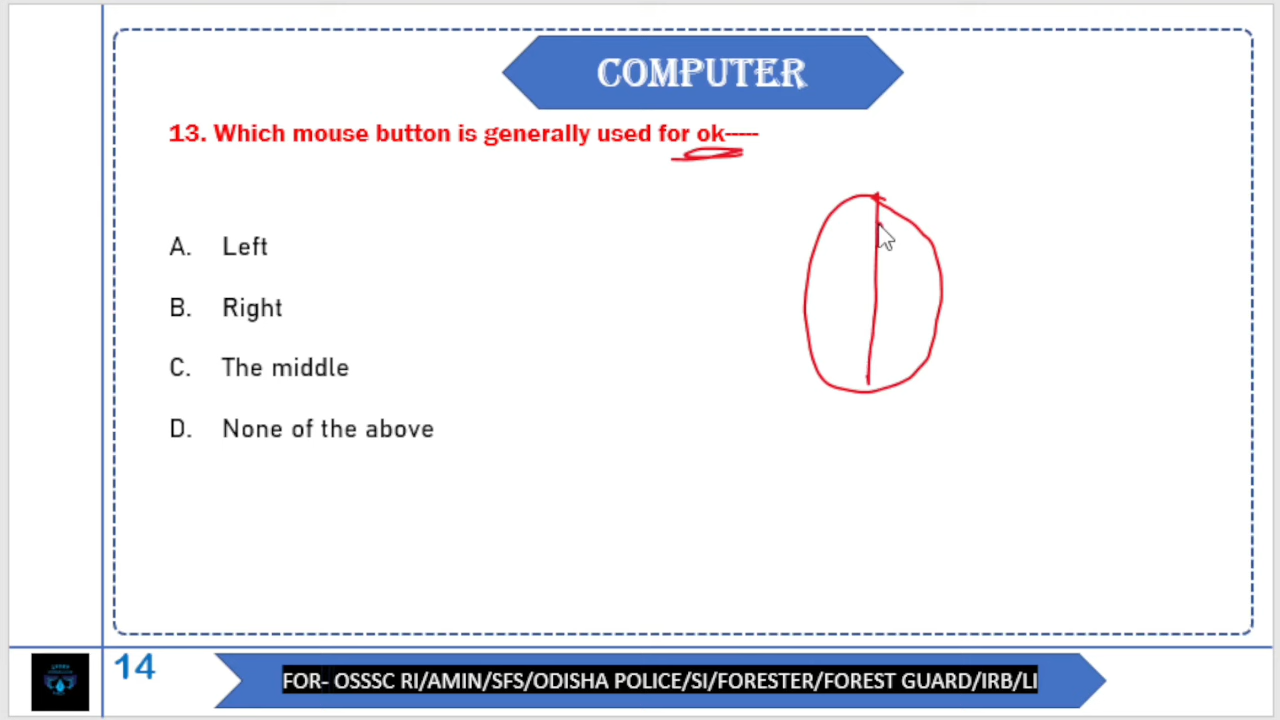 COMPUTER
13. Which mouse button is generally used for ok-----
A. Left
B. Right
C. The middle
D. None of the above
14
FOR- OSSSC RI/AMIN/SFS/ODISHA POLICE/SI/FORESTER/FOREST GUARD/IRB/LI